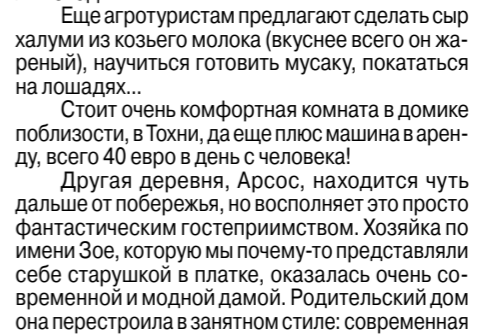 Еще агротуристам предлагают сделать сыр
халуми из козьего молока (вкуснее всего он жа-
реный), научиться готовить мусаку, покататься
на лошадях...
Стоит очень комфортная комната в домике
поблизости, в Тохни, да еще плюс машина в арен-
ду, всего 40 евро в день с человека!
Другая деревня, Арсос, находится чуть
дальше от побережья, но восполняет это просто
фантастическим гостеприимством. Хозяйка по
имени Зое, которую мы почему-то представляли
себе старушкой в платке, оказалась очень со-
временной и модной дамой. Родительский дом
она перестроила в занятном стиле: современная